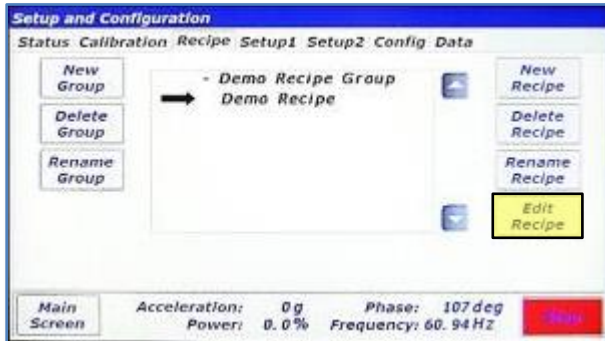 Setup and Configuration
Status Calibration Recipe Setup1 Setup2 Config Data
New
Group
Delete
Group
Rename
Group
- Demo Recipe Group
Demo Recipe
New
Recipe
Delete
Recipe
Rename
Recipe
Edit
Recipe
Main
Screen
Acceleration: 0 g Phase: 107 deg
Power: 0.0% Frequency: 60.94 Hz